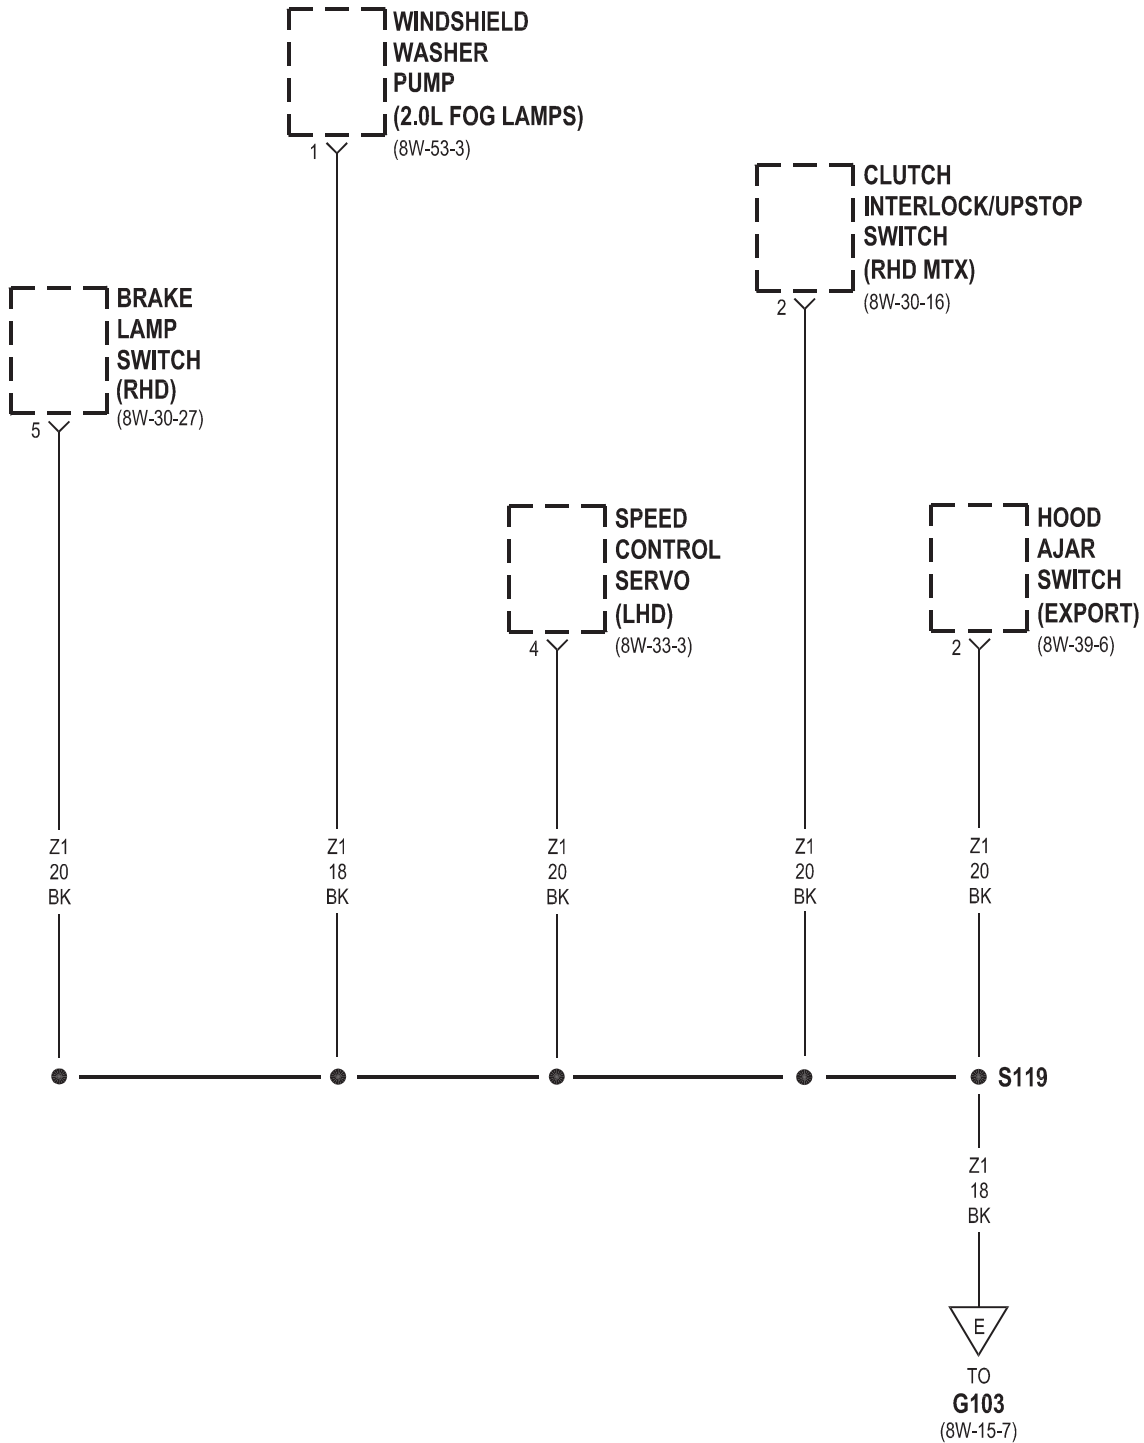 WINDSHIELD
WASHER
PUMP
(2.0L FOG LAMPS)
(8W-53-3)
1
CLUTCH
INTERLOCK/UPSTOP
SWITCH
(RHD MTX)
(8W-30-16)
2
BRAKE
LAMP
SWITCH
(RHD)
(8W-30-27)
5
SPEED
CONTROL
SERVO
(LHD)
(8W-33-3)
4
HOOD
AJAR
SWITCH
(EXPORT)
(8W-39-6)
2
Z1
20
BK
Z1
18
BK
Z1
20
BK
Z1
20
BK
Z1
20
BK
S119
Z1
18
BK
E
TO
G103
(8W-15-7)